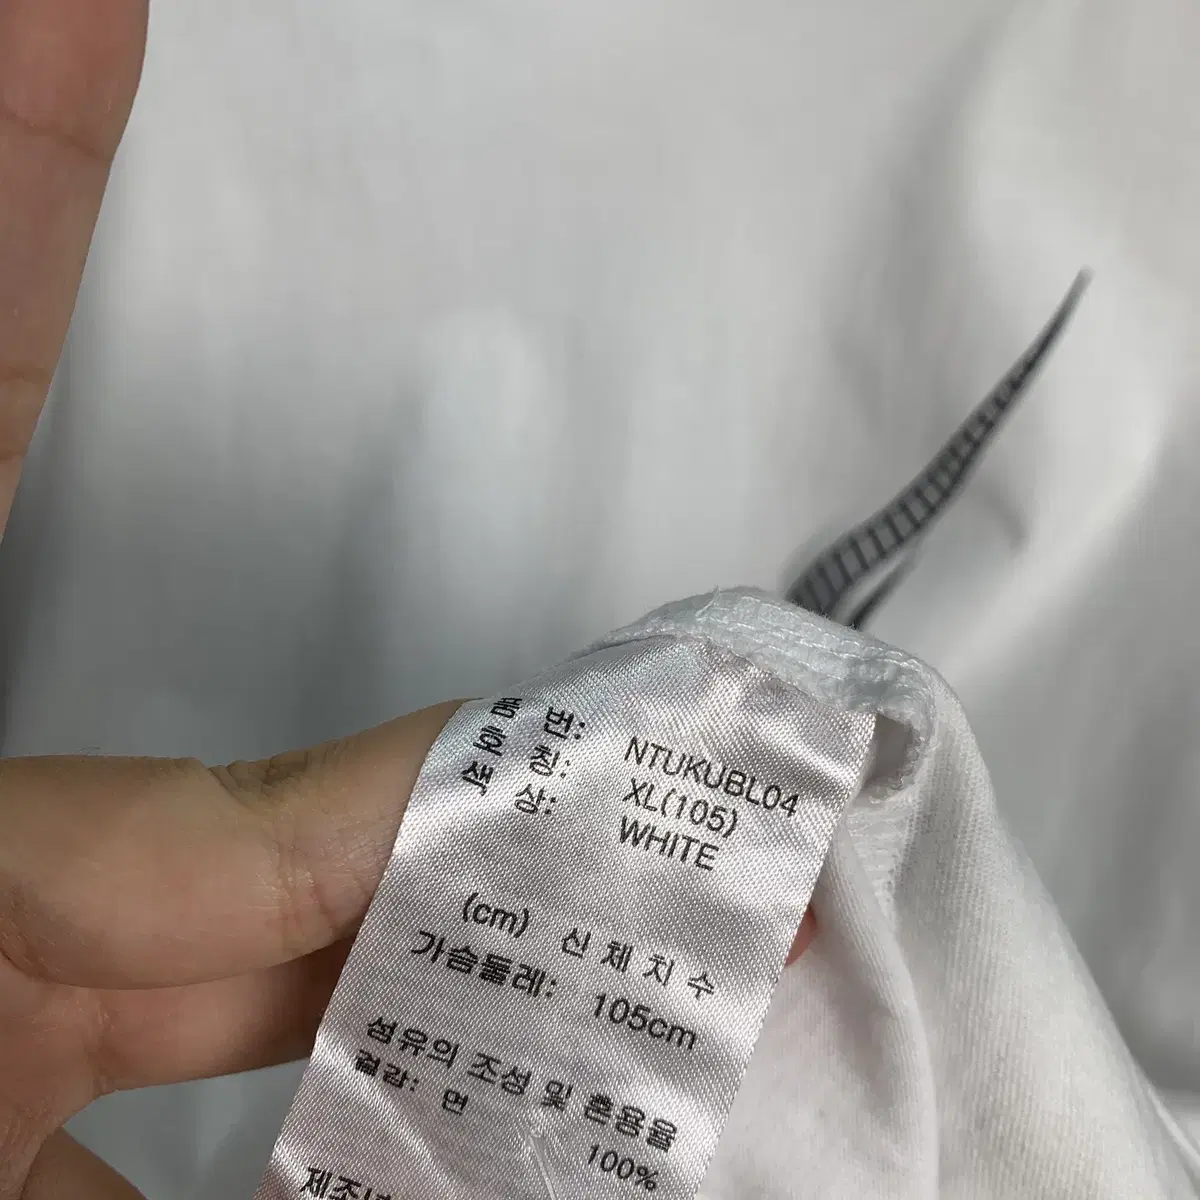 품 번: NTUKUBL04
호 칭: XL(105)
색 상: WHITE
(cm) 신체치수
가슴둘레: 105cm
섬유의 조성 및 혼용율
겉감: 면 100%